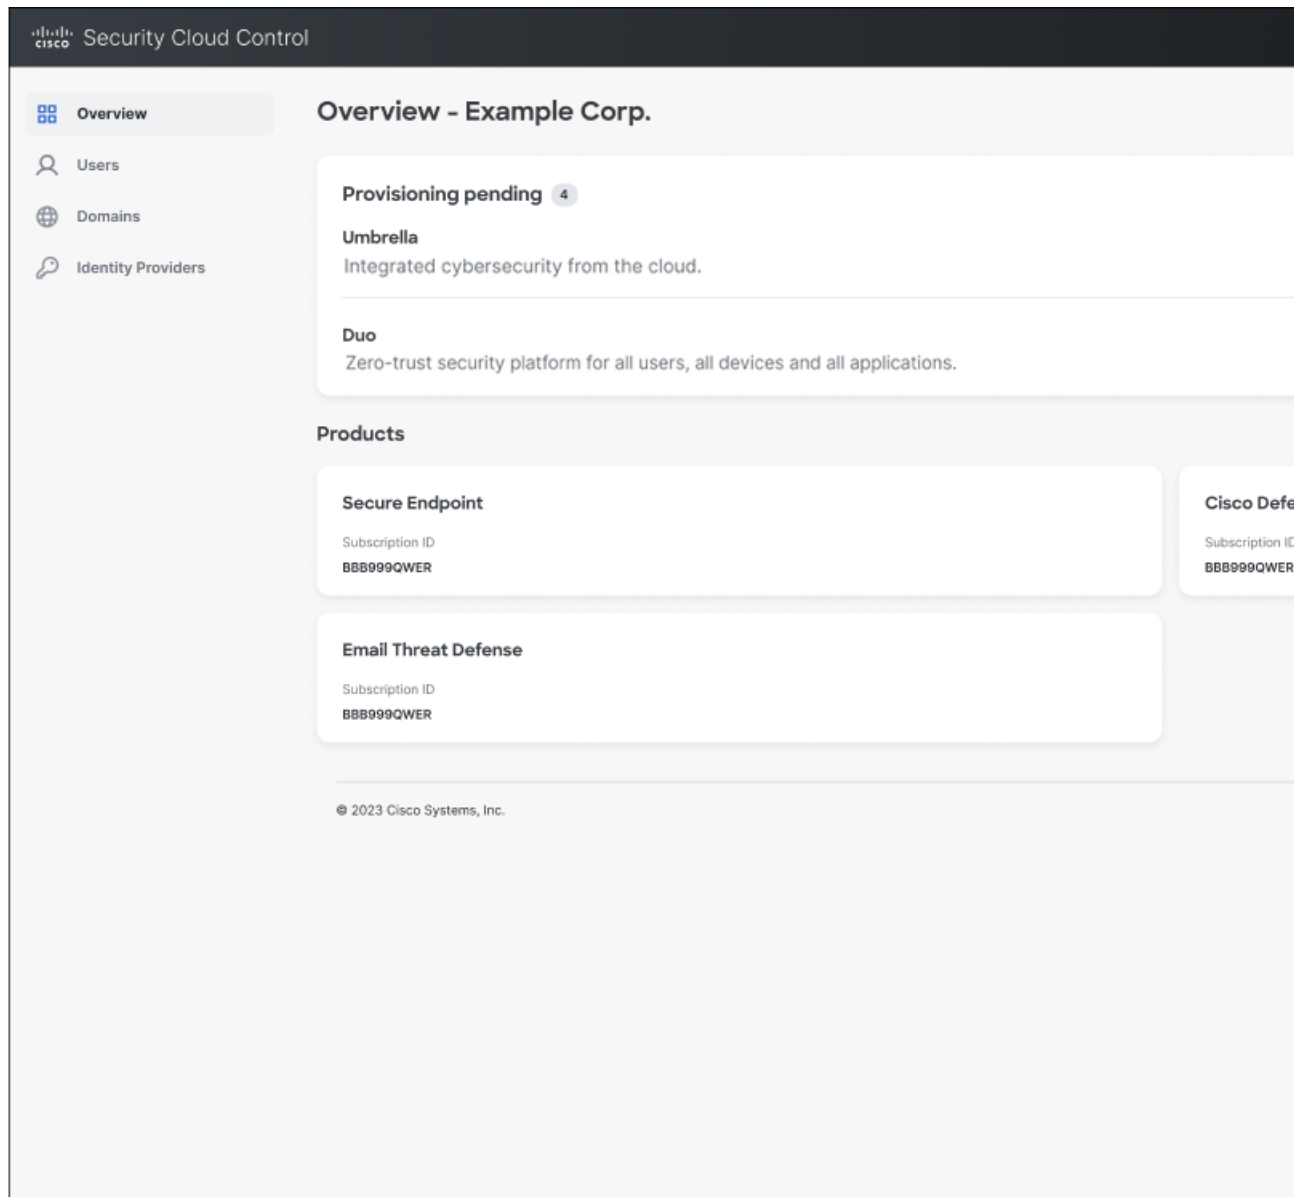 cisco Security Cloud Control
Overview
Users
Domains
Identity Providers
Overview - Example Corp.
Provisioning pending 4
Umbrella
Integrated cybersecurity from the cloud.
Duo
Zero-trust security platform for all users, all devices and all applications.
Products
Secure Endpoint
Subscription ID
BBB999QWER
Cisco Defe
Subscription ID
BBB999QWER
Email Threat Defense
Subscription ID
BBB999QWER
© 2023 Cisco Systems, Inc.